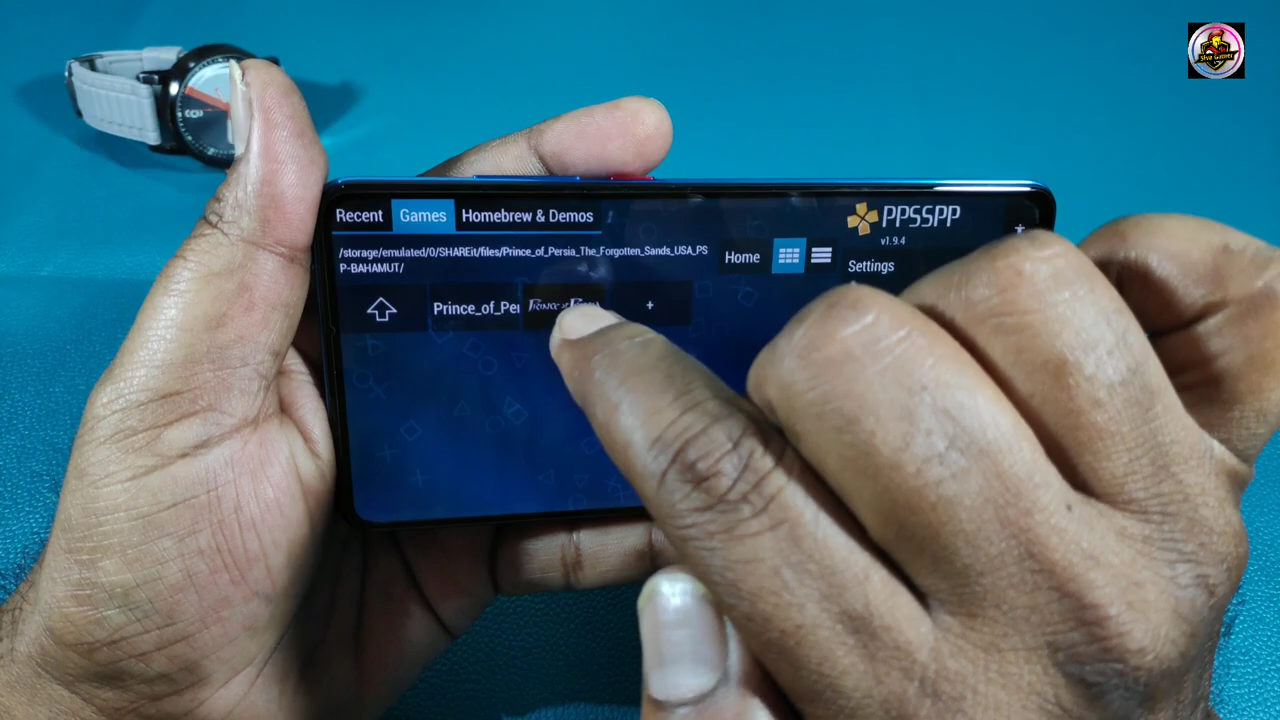 Recent Games Homebrew & Demos
PPSSPP
v1.9.4
/storage/emulated/0/SHAREit/files/Prince_of_Persia_The_Forgotten_Sands_USA_PS
P-BAHAMUT/
Home
Settings
Prince_of_Per
+